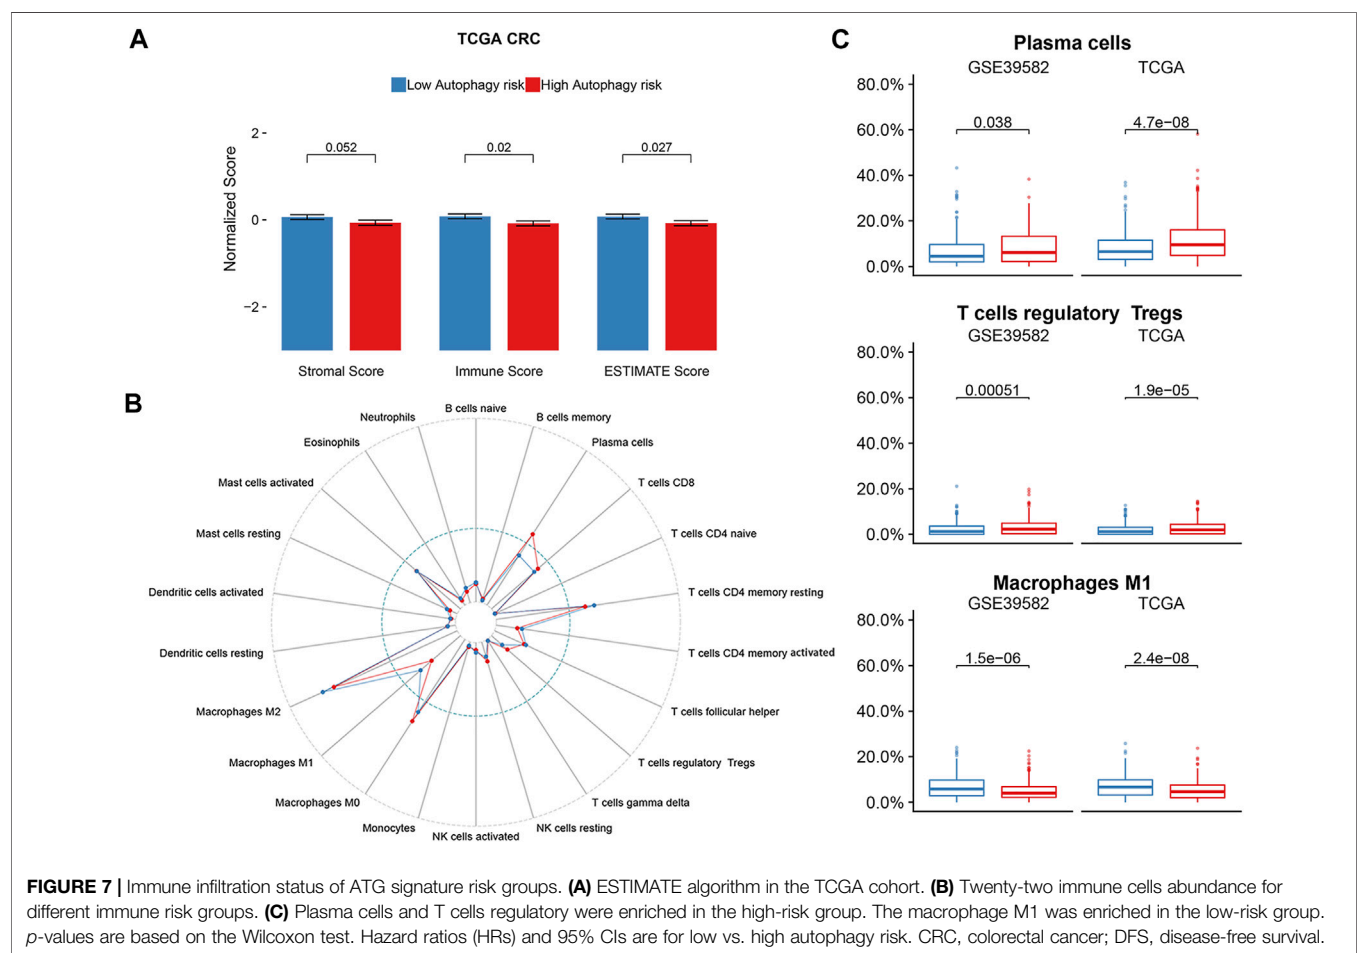 A
TCGA CRC
Low Autophagy risk High Autophagy risk
Normalized Score
2
0
−2
0.052
0.02
0.027
Stromal Score
Immune Score
ESTIMATE Score
B
B cells naive
B cells memory
Plasma cells
T cells CD8
T cells CD4 naive
T cells CD4 memory resting
T cells CD4 memory activated
T cells follicular helper
T cells regulatory Tregs
T cells gamma delta
NK cells resting
NK cells activated
Monocytes
Macrophages M0
Macrophages M1
Macrophages M2
Dendritic cells resting
Dendritic cells activated
Mast cells resting
Mast cells activated
Eosinophils
Neutrophils
C
Plasma cells
GSE39582
TCGA
80.0%
60.0%
40.0%
20.0%
0.0%
0.038
4.7e−08
T cells regulatory Tregs
GSE39582
TCGA
80.0%
60.0%
40.0%
20.0%
0.0%
0.00051
1.9e−05
Macrophages M1
GSE39582
TCGA
80.0%
60.0%
40.0%
20.0%
0.0%
1.5e−06
2.4e−08
FIGURE 7 | Immune infiltration status of ATG signature risk groups. (A) ESTIMATE algorithm in the TCGA cohort. (B) Twenty-two immune cells abundance for
different immune risk groups. (C) Plasma cells and T cells regulatory were enriched in the high-risk group. The macrophage M1 was enriched in the low-risk group.
p-values are based on the Wilcoxon test. Hazard ratios (HRs) and 95% CIs are for low vs. high autophagy risk. CRC, colorectal cancer; DFS, disease-free survival.